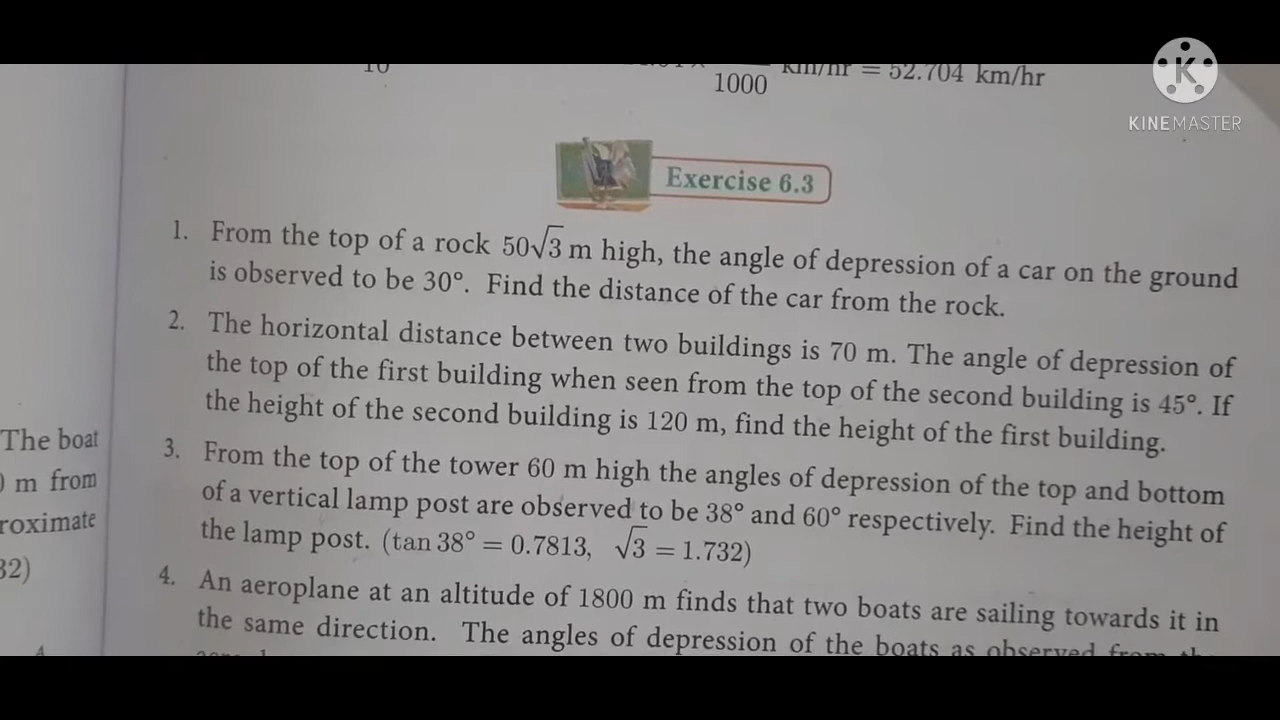 1000 km/hr = 52.704 km/hr
KINEMASTER
Exercise 6.3
1. From the top of a rock 50√3 m high, the angle of depression of a car on the ground
is observed to be 30°. Find the distance of the car from the rock.
2. The horizontal distance between two buildings is 70 m. The angle of depression of
the top of the first building when seen from the top of the second building is 45°. If
the height of the second building is 120 m, find the height of the first building.
The boat
m from
roximate
32)
3. From the top of the tower 60 m high the angles of depression of the top and bottom
of a vertical lamp post are observed to be 38° and 60° respectively. Find the height of
the lamp post. (tan 38° = 0.7813, √3 = 1.732)
4. An aeroplane at an altitude of 1800 m finds that two boats are sailing towards it in
the same direction. The angles of depression of the boats as observed from the